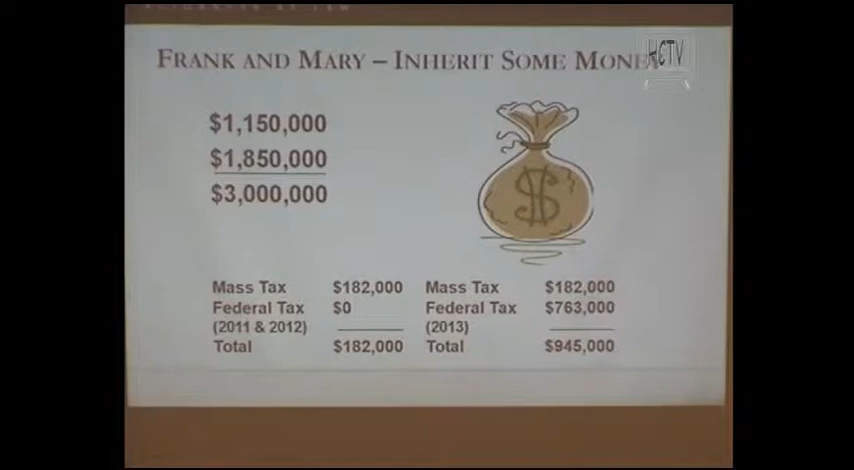 FRANK AND MARY – INHERIT SOME MONEY
HCTV
$1,150,000
$1,850,000
$3,000,000
$
Mass Tax $182,000 Mass Tax $182,000
Federal Tax $0 Federal Tax $763,000
(2011 & 2012) (2013)
Total $182,000 Total $945,000